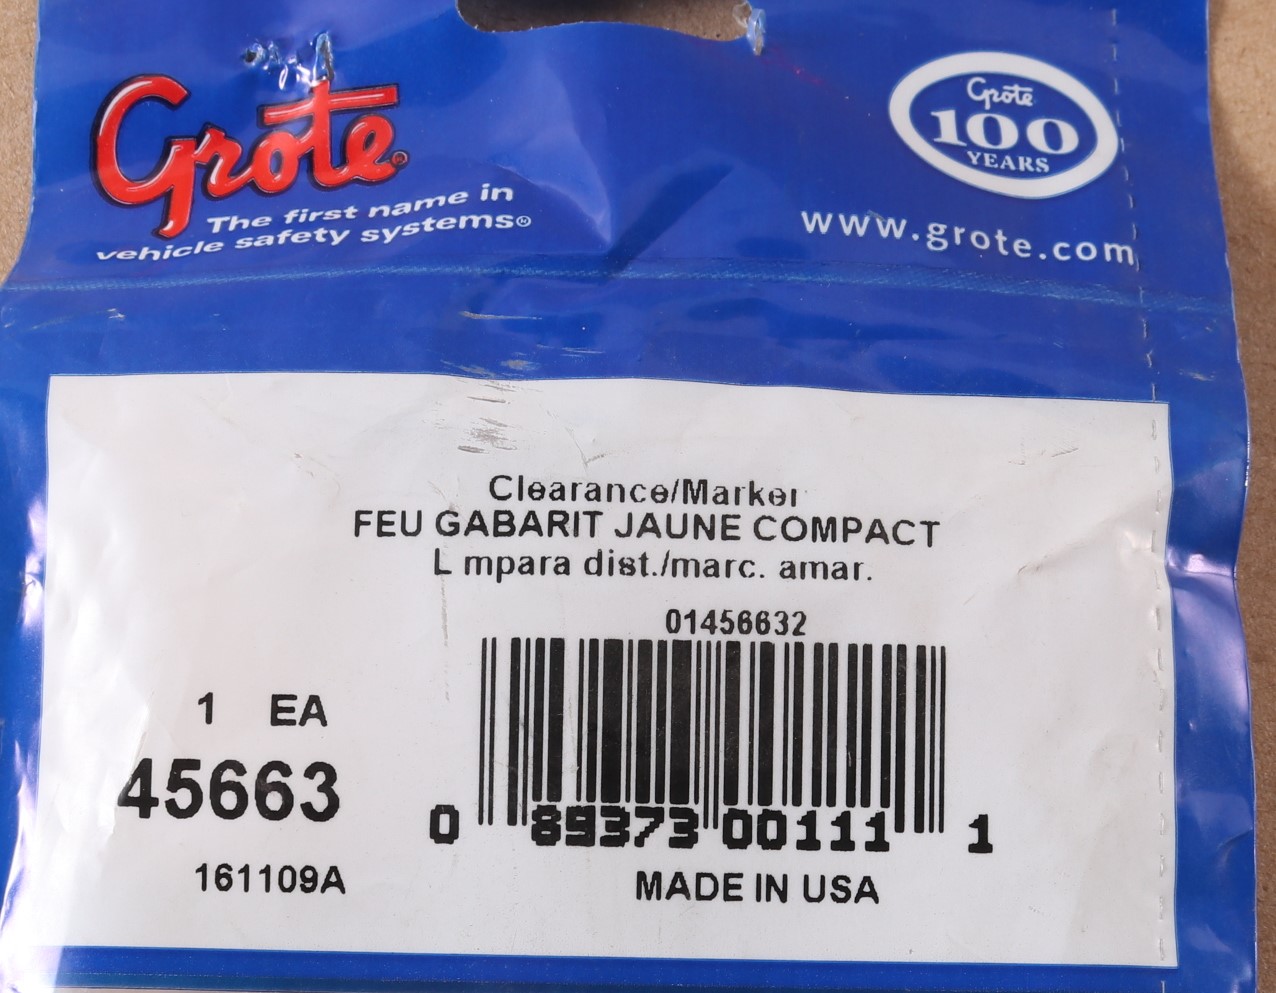 Grote®
The first name in
vehicle safety systems®
Grote
100
YEARS
www.grote.com
Clearance/Marker
FEU GABARIT JAUNE COMPACT
L mpara dist./marc. amar.
01456632
1 EA
45663
0 89373 00111 1
161109A
MADE IN USA